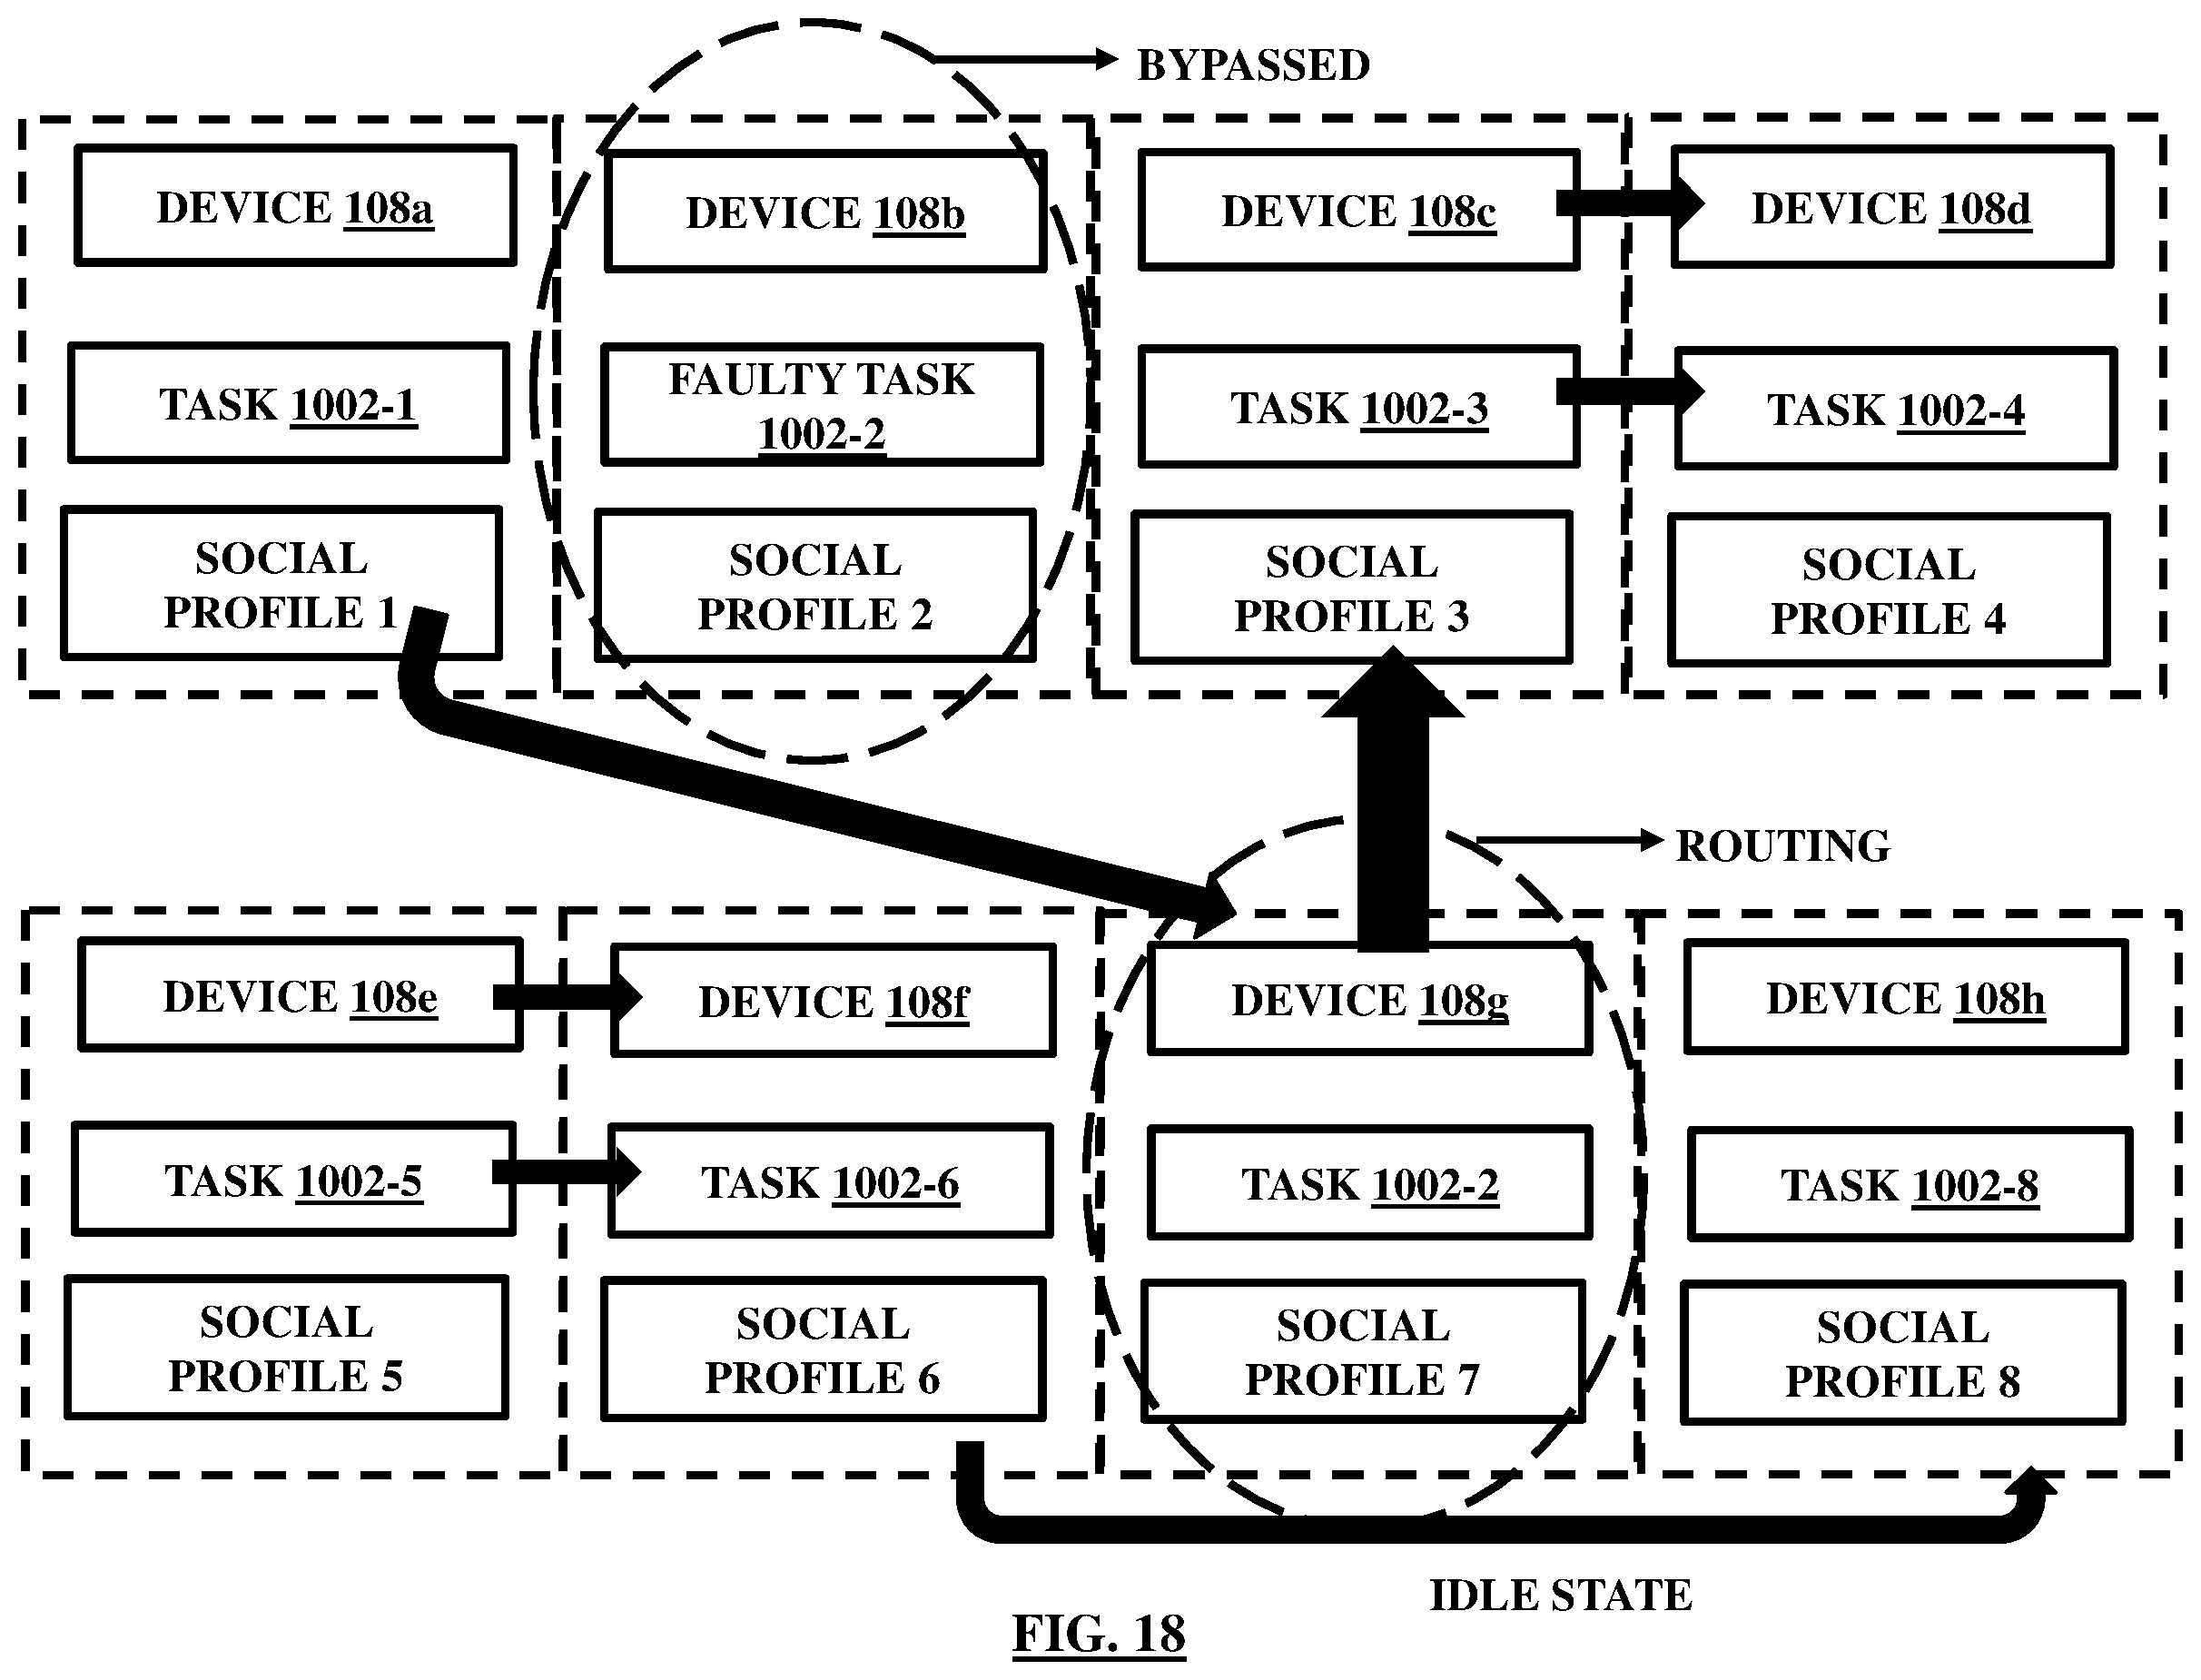 BYPASSED
DEVICE 108a
DEVICE 108b
DEVICE 108c
DEVICE 108d
TASK 1002-1
FAULTY TASK
1002-2
TASK 1002-3
TASK 1002-4
SOCIAL
PROFILE 1
SOCIAL
PROFILE 2
SOCIAL
PROFILE 3
SOCIAL
PROFILE 4
ROUTING
DEVICE 108e
DEVICE 108f
DEVICE 108g
DEVICE 108h
TASK 1002-5
TASK 1002-6
TASK 1002-2
TASK 1002-8
SOCIAL
PROFILE 5
SOCIAL
PROFILE 6
SOCIAL
PROFILE 7
SOCIAL
PROFILE 8
IDLE STATE
FIG. 18